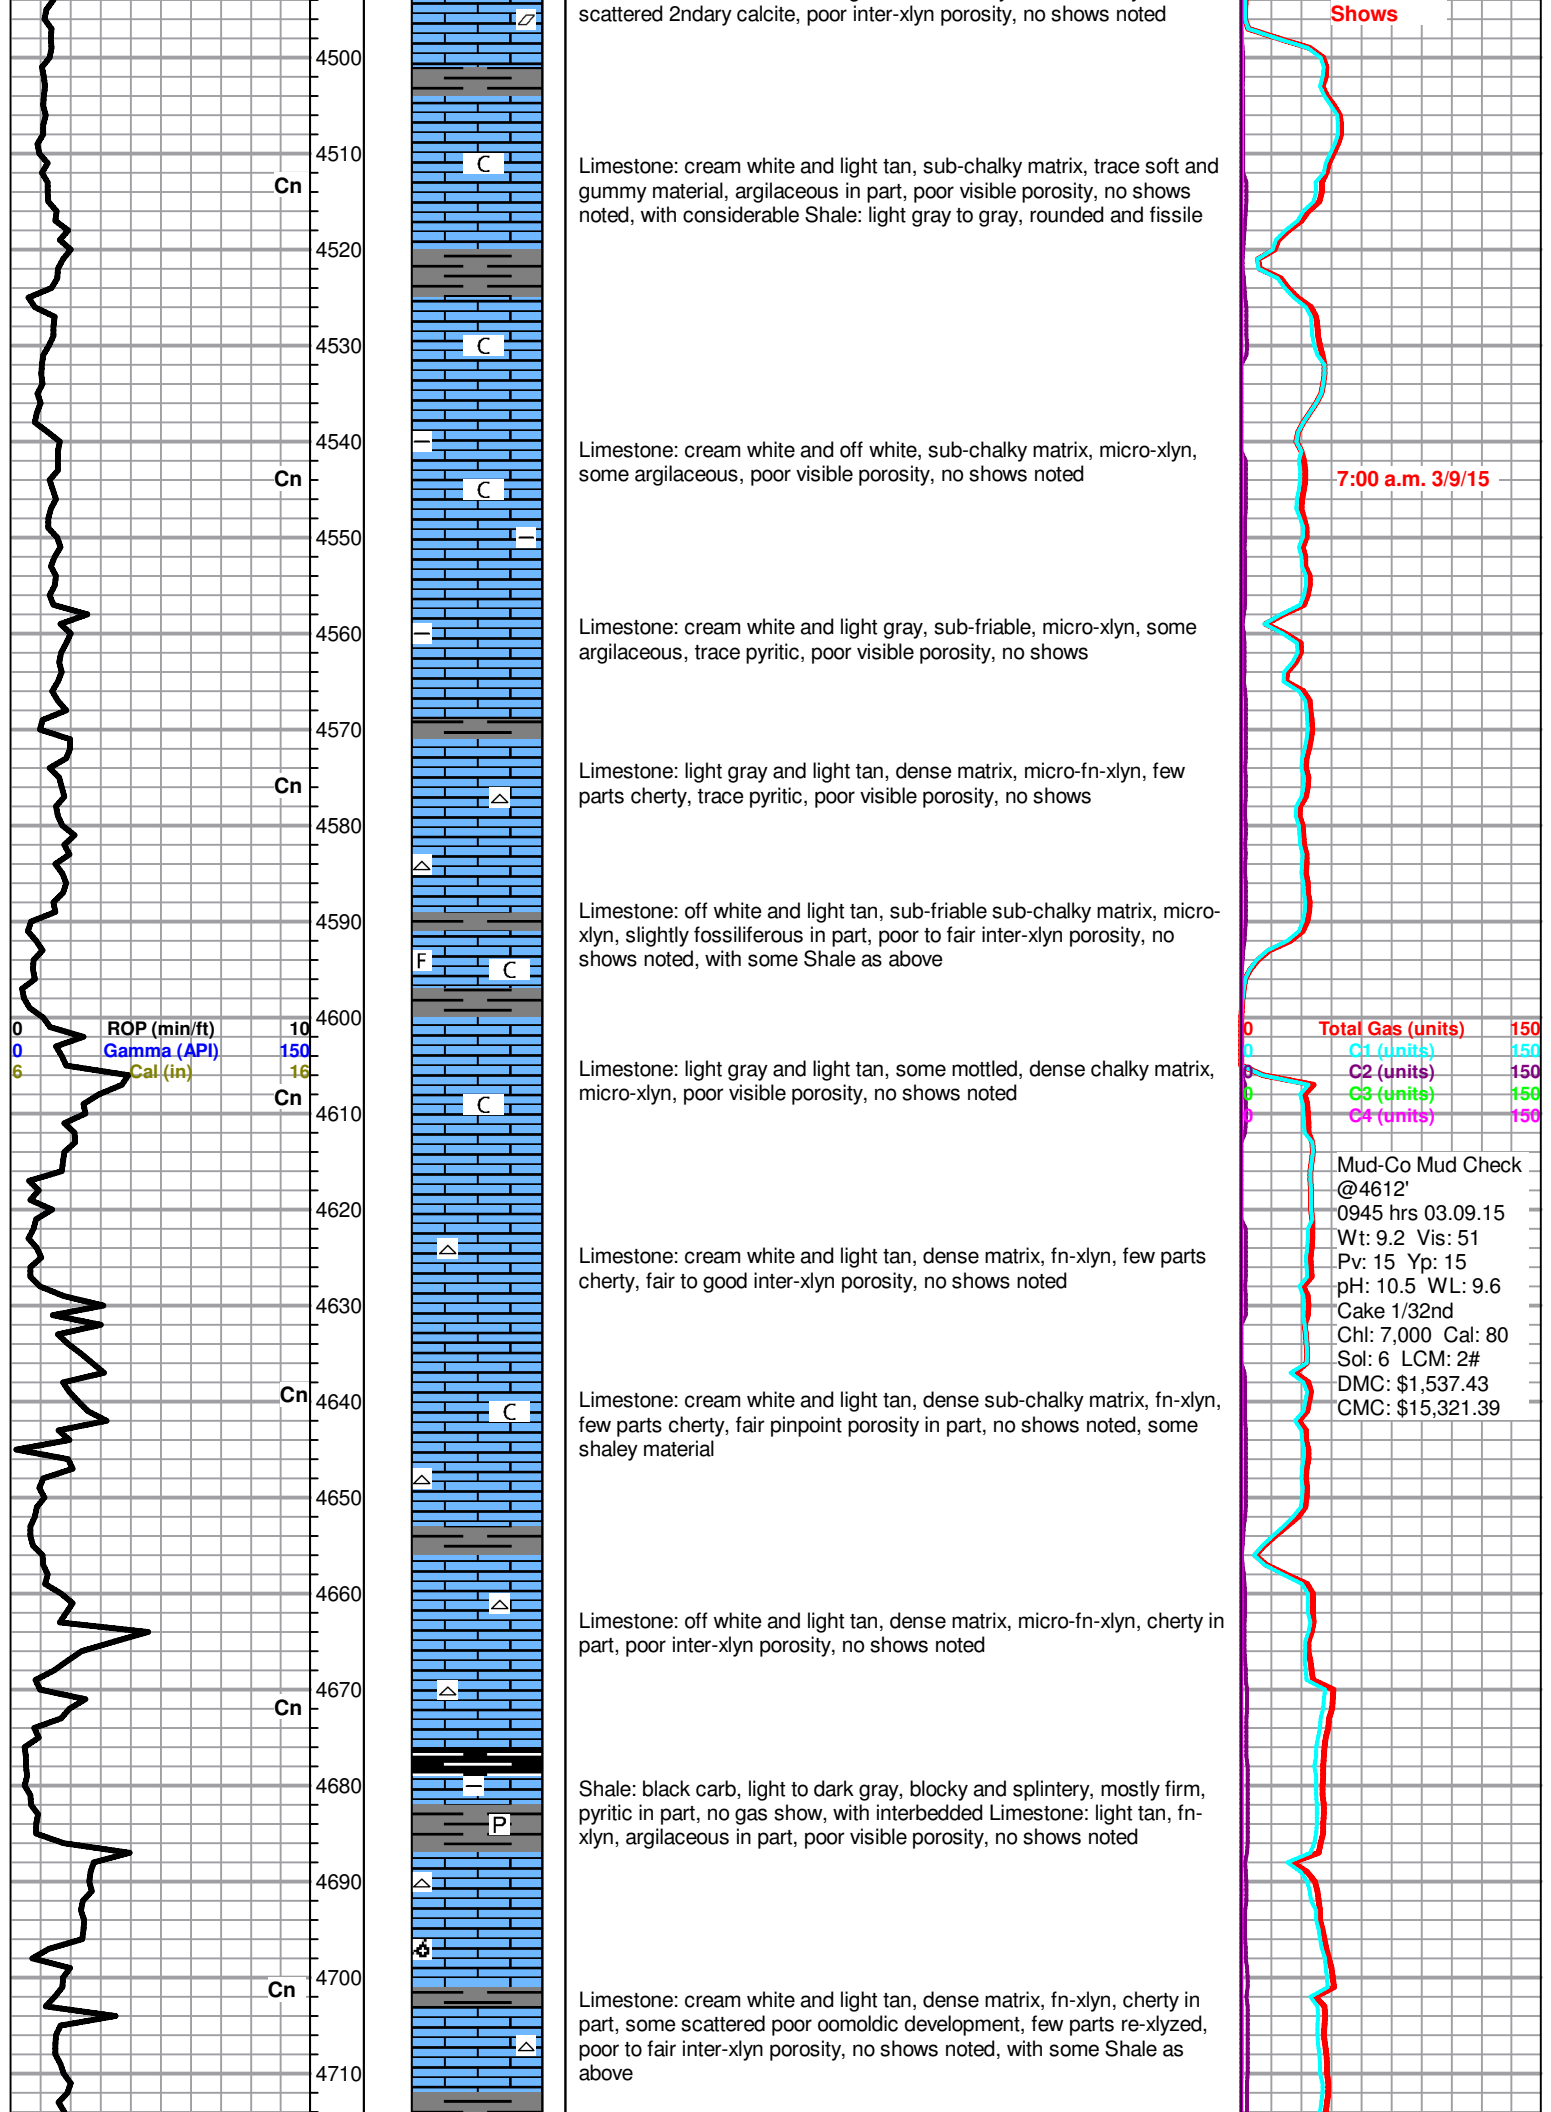 scattered 2ndary calcite, poor inter-xlyn porosity, no shows noted
Shows
4500
4510
C
Cn
Limestone: cream white and light tan, sub-chalky matrix, trace soft and
gummy material, argilaceous in part, poor visible porosity, no shows
noted, with considerable Shale: light gray to gray, rounded and fissile
4520
4530
C
4540
Limestone: cream white and off white, sub-chalky matrix, micro-xlyn,
some argilaceous, poor visible porosity, no shows noted
Cn
C
7:00 a.m. 3/9/15
4550
4560
Limestone: cream white and light gray, sub-friable, micro-xlyn, some
argilaceous, trace pyritic, poor visible porosity, no shows
4570
Limestone: light gray and light tan, dense matrix, micro-fn-xlyn, few
parts cherty, trace pyritic, poor visible porosity, no shows
Cn
4580
4590
Limestone: off white and light tan, sub-friable sub-chalky matrix, micro-
xlyn, slightly fossiliferous in part, poor to fair inter-xlyn porosity, no
shows noted, with some Shale as above
F
C
4600
0 ROP (min/ft) 10
0 Gamma (API) 150
6 Cal (in) 16
0 Total Gas (units) 150
0 C1 (units) 150
0 C2 (units) 150
0 C3 (units) 150
0 C4 (units) 150
Cn
Limestone: light gray and light tan, some mottled, dense chalky matrix,
micro-xlyn, poor visible porosity, no shows noted
C
4610
Mud-Co Mud Check
@4612'
0945 hrs 03.09.15
Wt: 9.2 Vis: 51
Pv: 15 Yp: 15
pH: 10.5 WL: 9.6
Cake 1/32nd
Chl: 7,000 Cal: 80
Sol: 6 LCM: 2#
DMC: $1,537.43
CMC: $15,321.39
4620
Limestone: cream white and light tan, dense matrix, fn-xlyn, few parts
cherty, fair to good inter-xlyn porosity, no shows noted
4630
4640
Cn
C
Limestone: cream white and light tan, dense sub-chalky matrix, fn-xlyn,
few parts cherty, fair pinpoint porosity in part, no shows noted, some
shaley material
4650
4660
Limestone: off white and light tan, dense matrix, micro-fn-xlyn, cherty in
part, poor inter-xlyn porosity, no shows noted
4670
Cn
4680
Shale: black carb, light to dark gray, blocky and splintery, mostly firm,
pyritic in part, no gas show, with interbedded Limestone: light tan, fn-
xlyn, argilaceous in part, poor visible porosity, no shows noted
P
4690
4700
Cn
Limestone: cream white and light tan, dense matrix, fn-xlyn, cherty in
part, some scattered poor oomoldic development, few parts re-xlyzed,
poor to fair inter-xlyn porosity, no shows noted, with some Shale as
above
4710